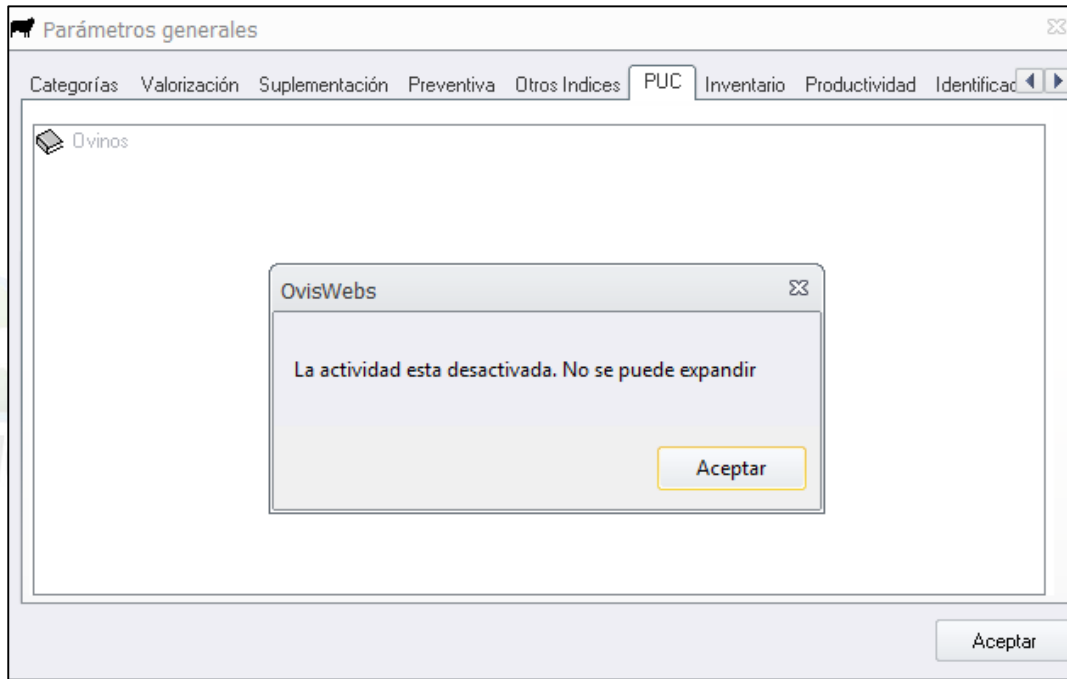 Parámetros generales
Categorías Valorización Suplementación Preventiva Otros Indices PUC Inventario Productividad Identificac
Ovinos
OvisWebs
La actividad esta desactivada. No se puede expandir
Aceptar
Aceptar